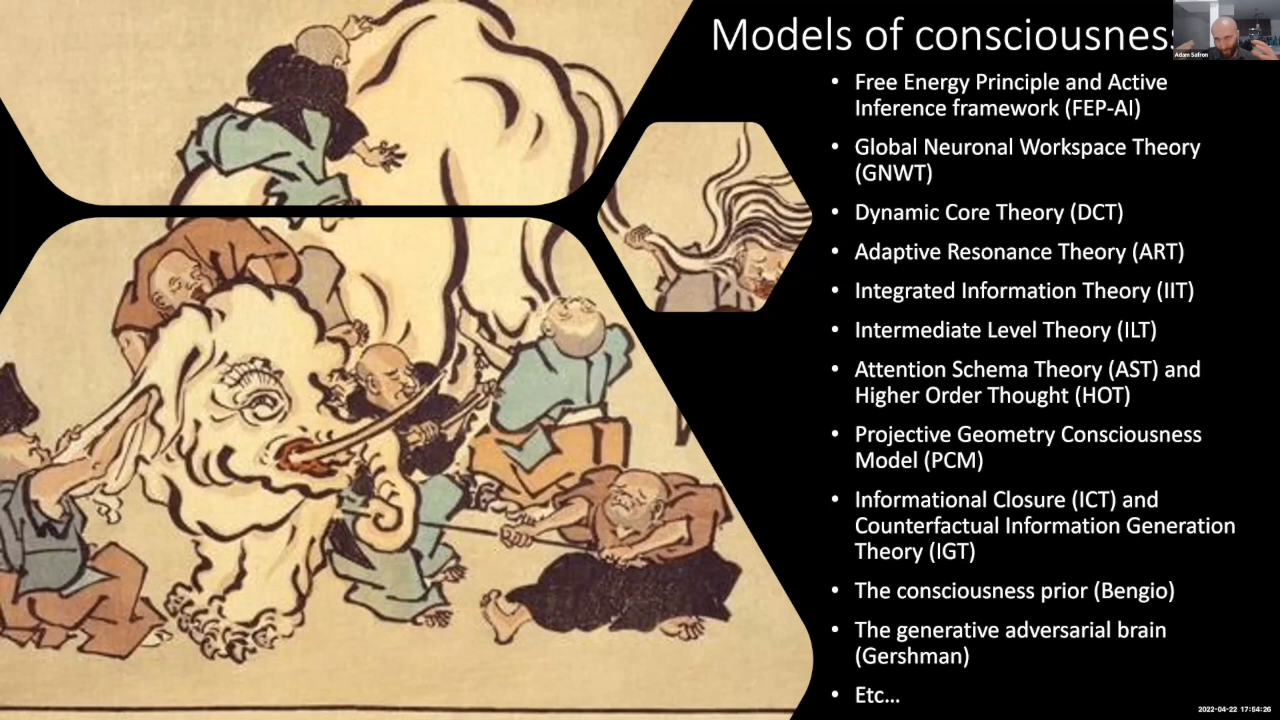 Models of consciousness
Adam Safron
• Free Energy Principle and Active
Inference framework (FEP-AI)
• Global Neuronal Workspace Theory
(GNWT)
• Dynamic Core Theory (DCT)
• Adaptive Resonance Theory (ART)
• Integrated Information Theory (IIT)
• Intermediate Level Theory (ILT)
• Attention Schema Theory (AST) and
Higher Order Thought (HOT)
• Projective Geometry Consciousness
Model (PCM)
• Informational Closure (ICT) and
Counterfactual Information Generation
Theory (IGT)
• The consciousness prior (Bengio)
• The generative adversarial brain
(Gershman)
• Etc...
2022-04-22 17:54:26